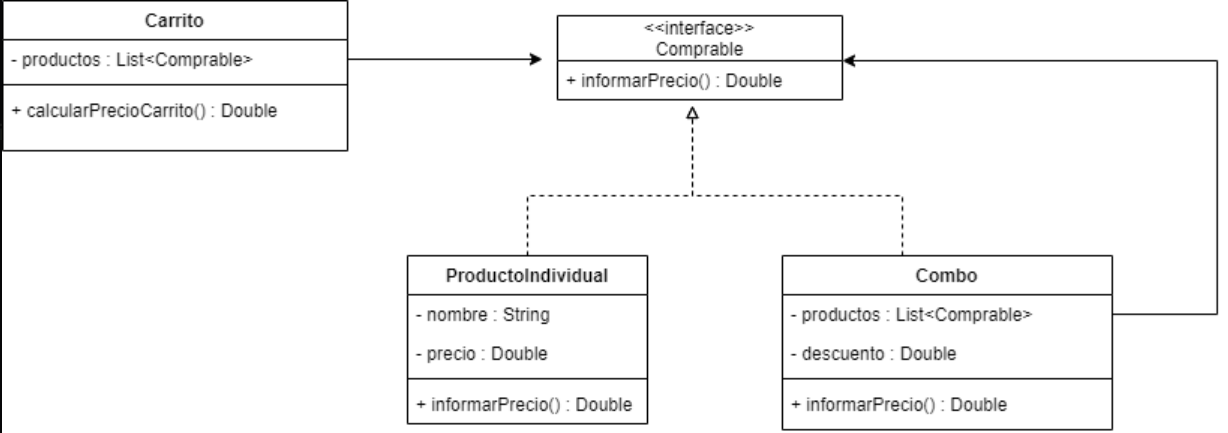 Carrito
- productos : List<Comprable>
+ calcularPrecioCarrito() : Double
<<interface>>
Comprable
+ informarPrecio() : Double
ProductoIndividual
- nombre : String
- precio : Double
+ informarPrecio() : Double
Combo
- productos : List<Comprable>
- descuento : Double
+ informarPrecio() : Double